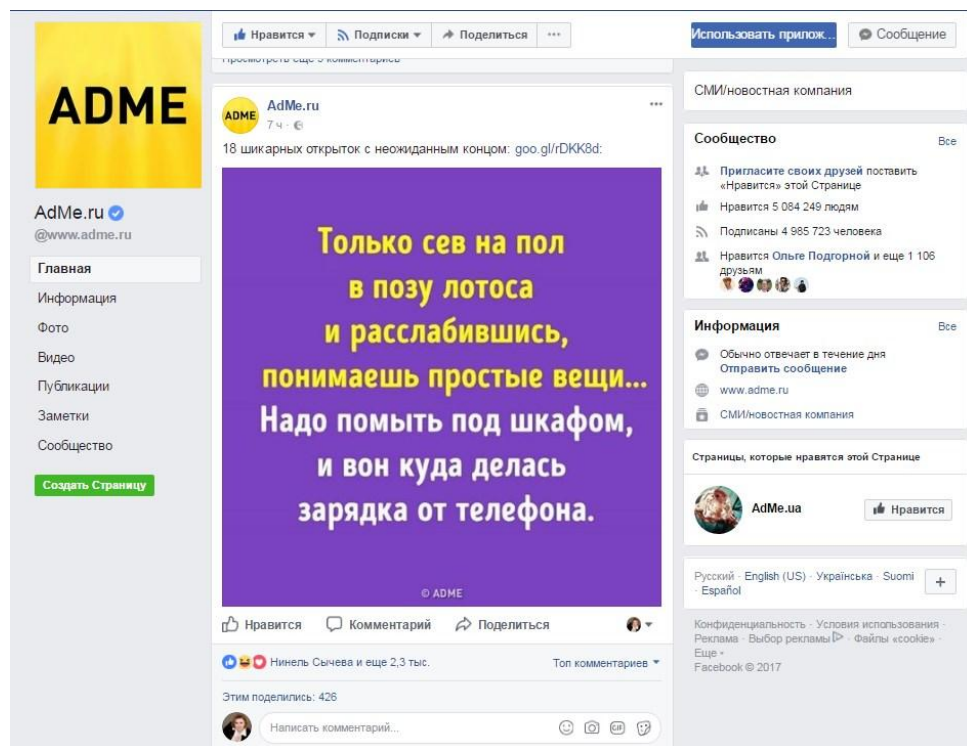 ADME
AdMe.ru
@www.adme.ru
Главная
Информация
Фото
Видео
Публикации
Заметки
Сообщество
Создать Страницу
Нравится
Подписки
Поделиться
Использовать прилож...
Сообщение
Просмотреть ещё 9 комментариев
ADME
AdMe.ru
7 ч
18 шикарных открыток с неожиданным концом: goo.gl/rDKK8d:
Только сев на пол
в позу лотоса
и расслабившись,
понимаешь простые вещи...
Надо помыть под шкафом,
и вон куда делась
зарядка от телефона.
© ADME
Нравится
Комментарий
Поделиться
Нинель Сычева и еще 2,3 тыс.
Топ комментариев
Этим поделились: 426
Написать комментарий...
GIF
СМИ/новостная компания
Сообщество
Все
Пригласите своих друзей поставить
«Нравится» этой Странице
Нравится 5 084 249 людям
Подписаны 4 985 723 человека
Нравится Ольге Подгорной и еще 1 106
друзьям
Информация
Все
Обычно отвечает в течение дня
Отправить сообщение
www.adme.ru
СМИ/новостная компания
Страницы, которые нравятся этой Странице
AdMe.ua
Нравится
Русский · English (US) · Українська · Suomi
· Español
Конфиденциальность · Условия использования ·
Реклама · Выбор рекламы · Файлы «cookie» ·
Еще
Facebook © 2017